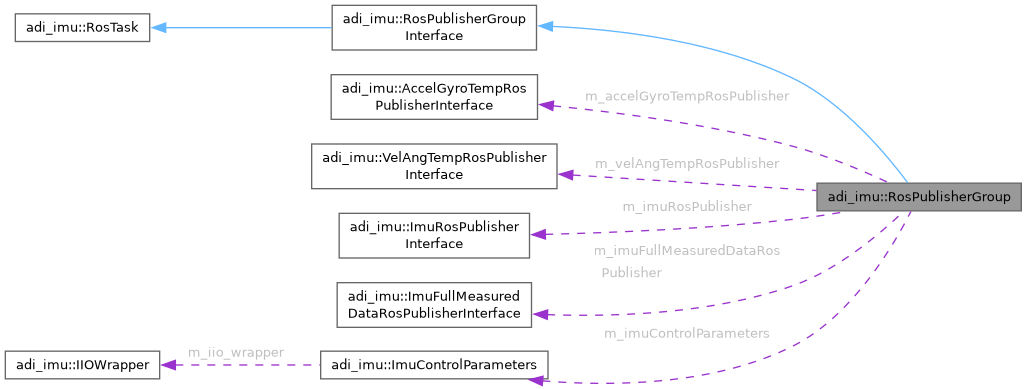 adi_imu::RosTask
adi_imu::RosPublisherGroup
Interface
adi_imu::AccelGyroTempRos
PublisherInterface
m_accelGyroTempRosPublisher
adi_imu::VelAngTempRosPublisher
Interface
m_velAngTempRosPublisher
adi_imu::RosPublisherGroup
adi_imu::ImuRosPublisher
Interface
m_imuRosPublisher
m_imuFullMeasuredDataRos
Publisher
adi_imu::ImuFullMeasured
DataRosPublisherInterface
m_imuControlParameters
adi_imu::IIOWrapper
m_iio_wrapper
adi_imu::ImuControlParameters